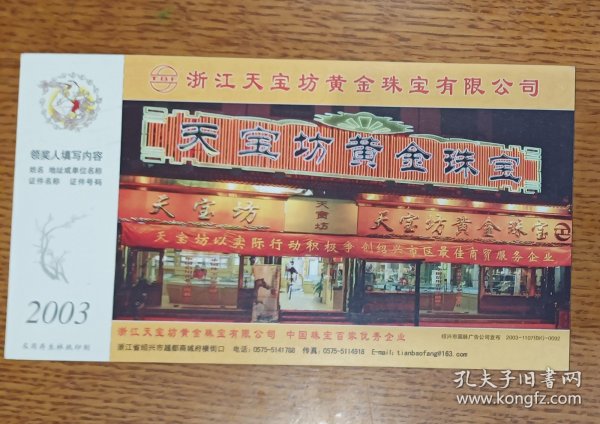 TBF
浙江天宝坊黄金珠宝有限公司
天宝坊黄金珠宝
天宝坊
天宝坊
天宝坊黄金珠宝
天宝坊以实际行动积极争创绍兴市区最佳商贸服务企业
领奖人填写内容
姓名 地址或单位名称
证件名称 证件号码
2003
浙江天宝坊黄金珠宝有限公司 中国珠宝百家优秀企业
浙江省绍兴市越都商城府横街口 电话:0575-5141788 传真:0575-5114918 E-mail:tianbaofang@163.com
2003-1107(BK)-0092
孔夫子旧书网
www.kongfz.com